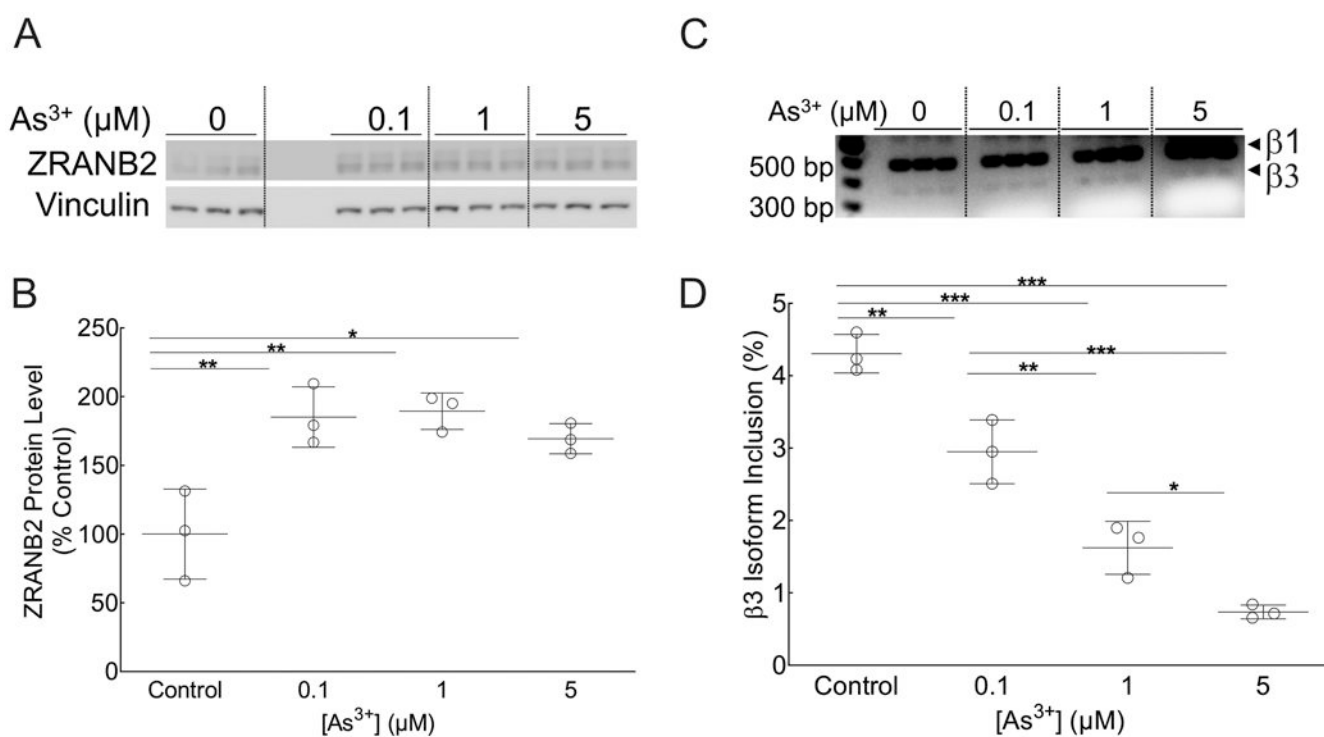 A
As³⁺ (µM) 0 0.1 1 5
ZRANB2
Vinculin
B
ZRANB2 Protein Level
(% Control)
250
200
150
100
50
0
**
**
*
Control 0.1 1 5
[As³⁺] (µM)
C
As³⁺ (µM) 0 0.1 1 5
500 bp
300 bp
◄ β1
◄ β3
D
β3 Isoform Inclusion (%)
5
4
3
2
1
0
***
***
**
***
**
*
Control 0.1 1 5
[As³⁺] (µM)